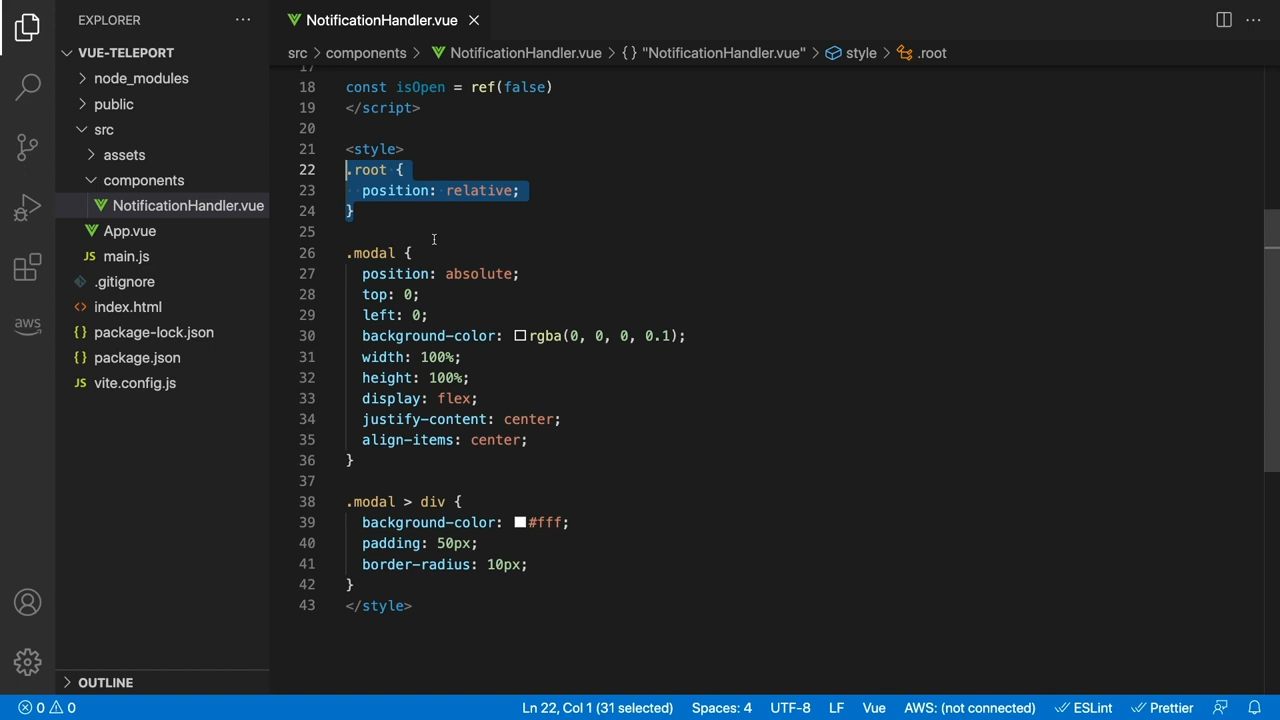 EXPLORER
NotificationHandler.vue
VUE-TELEPORT
node_modules
public
src
assets
components
NotificationHandler.vue
App.vue
JS main.js
.gitignore
<> index.html
{} package-lock.json
{} package.json
JS vite.config.js
OUTLINE
aws
src > components > NotificationHandler.vue > {} "NotificationHandler.vue" > style > .root
17
18 const isOpen = ref(false)
19 </script>
20
21 <style>
22 .root {
23 position: relative;
24 }
25
26 .modal {
27 position: absolute;
28 top: 0;
29 left: 0;
30 background-color: rgba(0, 0, 0, 0.1);
31 width: 100%;
32 height: 100%;
33 display: flex;
34 justify-content: center;
35 align-items: center;
36 }
37
38 .modal > div {
39 background-color: #fff;
40 padding: 50px;
41 border-radius: 10px;
42 }
43 </style>
0 0 Ln 22, Col 1 (31 selected) Spaces: 4 UTF-8 LF Vue AWS: (not connected) ESLint Prettier